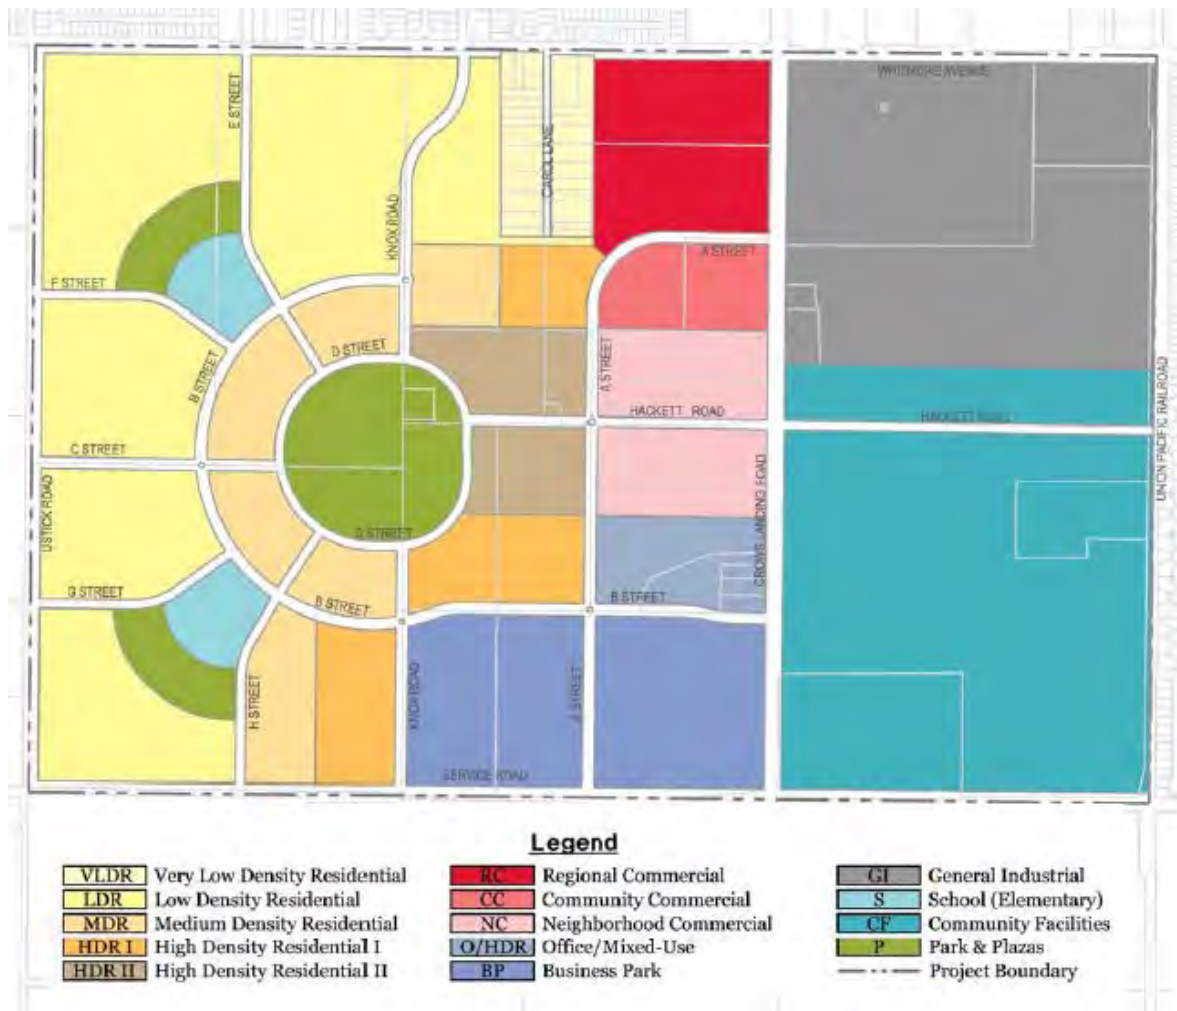 WHITMORE AVENUE
E STREET
CAROL LANE
KNOX ROAD
A STREET
F STREET
D STREET
B STREET
A STREET
UNION PACIFIC RAILROAD
HACKETT ROAD
HACKETT ROAD
C STREET
USTICK ROAD
CROWS LANDING ROAD
D STREET
G STREET
B STREET
B STREET
H STREET
KNOX ROAD
STREET
SERVICE ROAD
Legend
VLDR Very Low Density Residential
LDR Low Density Residential
MDR Medium Density Residential
HDR I High Density Residential I
HDR II High Density Residential II
RC Regional Commercial
CC Community Commercial
NC Neighborhood Commercial
O/HDR Office/Mixed-Use
BP Business Park
GI General Industrial
S School (Elementary)
CF Community Facilities
P Park & Plazas
Project Boundary